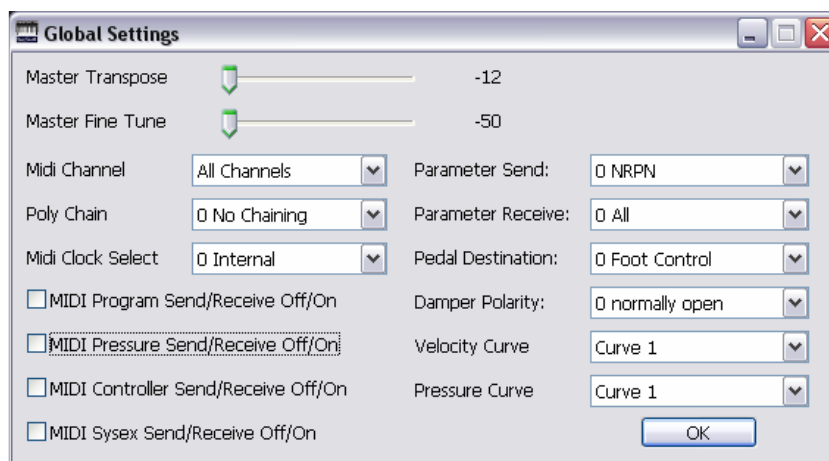 Global Settings
Master Transpose -12
Master Fine Tune -50
Midi Channel All Channels Parameter Send: 0 NRPN
Poly Chain 0 No Chaining Parameter Receive: 0 All
Midi Clock Select 0 Internal Pedal Destination: 0 Foot Control
MIDI Program Send/Receive Off/On Damper Polarity: 0 normally open
MIDI Pressure Send/Receive Off/On Velocity Curve Curve 1
MIDI Controller Send/Receive Off/On Pressure Curve Curve 1
MIDI Sysex Send/Receive Off/On OK